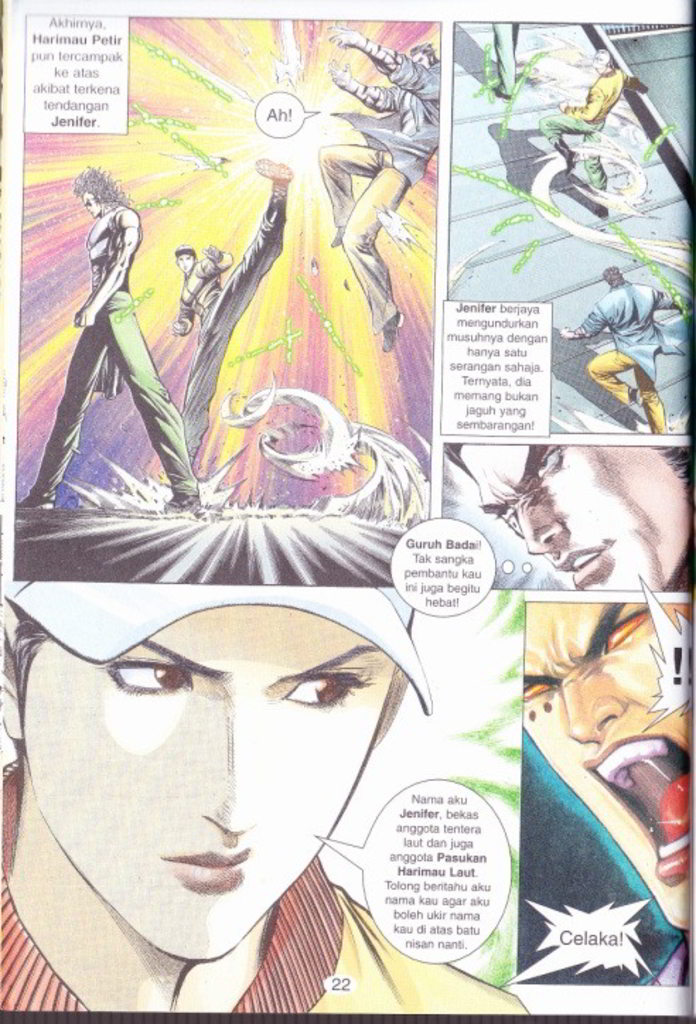 Akhirnya,
Harimau Petir
pun tercampak
ke atas
akibat terkena
tendangan
Jenifer.
Ah!
Jenifer berjaya
mengundurkan
musuhnya dengan
hanya satu
serangan sahaja.
Ternyata, dia
memang bukan
jaguh yang
sembarangan!
Guruh Badai!
Tak sangka
pembantu kau
ini juga begitu
hebat!
!!
Nama aku
Jenifer, bekas
anggota tentera
laut dan juga
anggota Pasukan
Harimau Laut.
Tolong beritahu aku
nama kau agar aku
boleh ukir nama
kau di atas batu
nisan nanti.
Celaka!
22